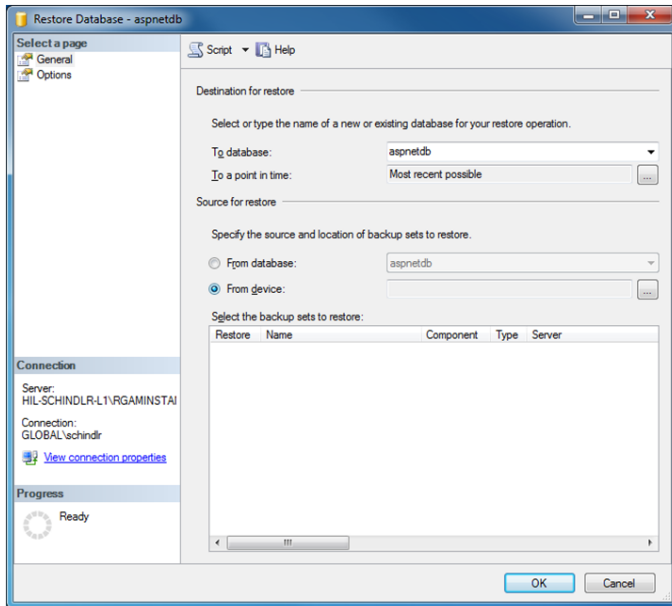 Restore Database - aspnetdb
Select a page
General
Options
Script
Help
Destination for restore
Select or type the name of a new or existing database for your restore operation.
To database:
aspnetdb
To a point in time:
Most recent possible
...
Source for restore
Specify the source and location of backup sets to restore.
From database:
aspnetdb
From device:
...
Select the backup sets to restore:
Restore Name Component Type Server
Connection
Server:
HIL-SCHINDLR-L1\RGAMINSTAI
Connection:
GLOBAL\schindlr
View connection properties
Progress
Ready
OK
Cancel